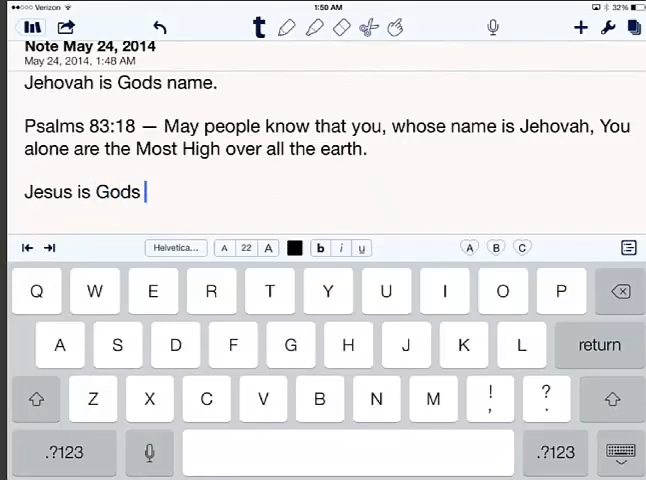 Verizon 1:50 AM 32%
t
Note May 24, 2014
May 24, 2014, 1:48 AM
Jehovah is Gods name.
Psalms 83:18 — May people know that you, whose name is Jehovah, You
alone are the Most High over all the earth.
Jesus is Gods
Helvetica... A 22 A b i u A B C
Q W E R T Y U I O P
A S D F G H J K L return
Z X C V B N M ! , ? .
.?123 .?123